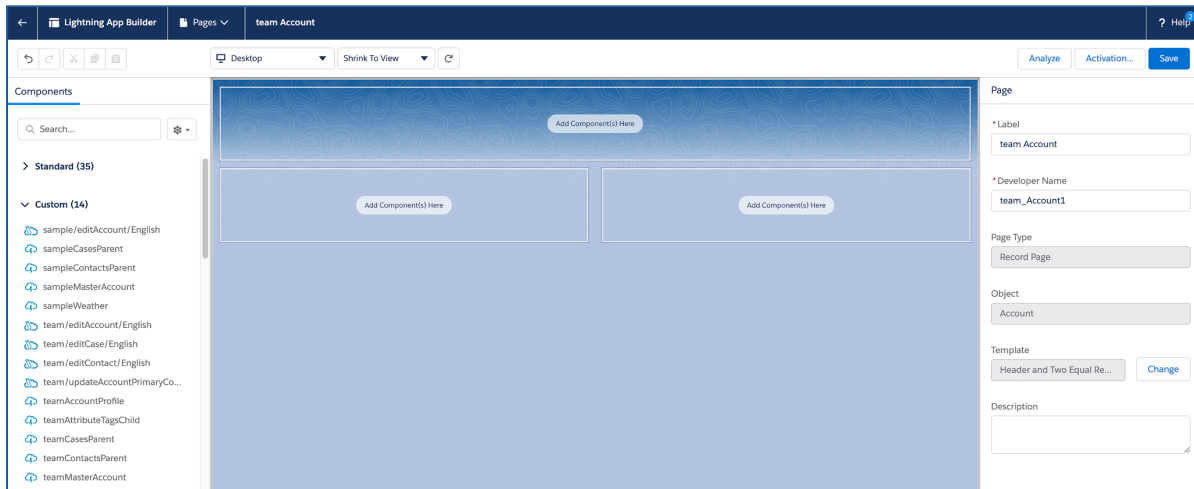 Lightning App Builder
Pages
team Account
? Help
2
Desktop
Shrink To View
Analyze
Activation...
Save
Components
Search...
Standard (35)
Custom (14)
sample/editAccount/English
sampleCasesParent
sampleContactsParent
sampleMasterAccount
sampleWeather
team/editAccount/English
team/editCase/English
team/editContact/English
team/updateAccountPrimaryCo...
teamAccountProfile
teamAttributeTagsChild
teamCasesParent
teamContactsParent
teamMasterAccount
Add Component(s) Here
Add Component(s) Here
Add Component(s) Here
Page
*Label
team Account
*Developer Name
team_Account1
Page Type
Record Page
Object
Account
Template
Header and Two Equal Re...
Change
Description